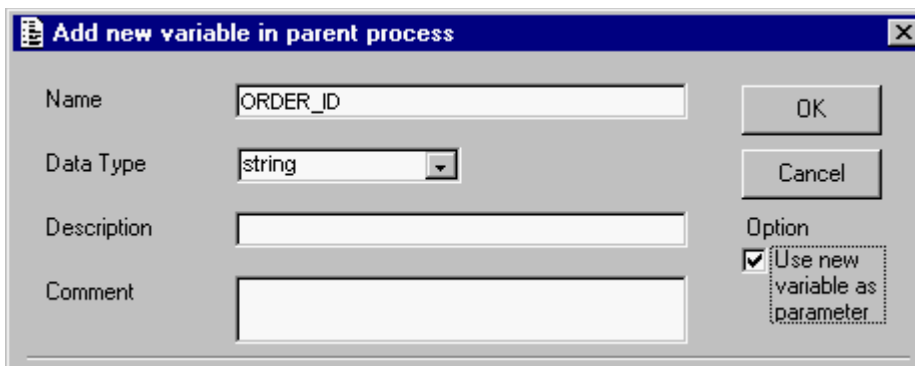 Add new variable in parent process
Name
ORDER_ID
OK
Data Type
string
Cancel
Description
Option
Use new
variable as
parameter
Comment